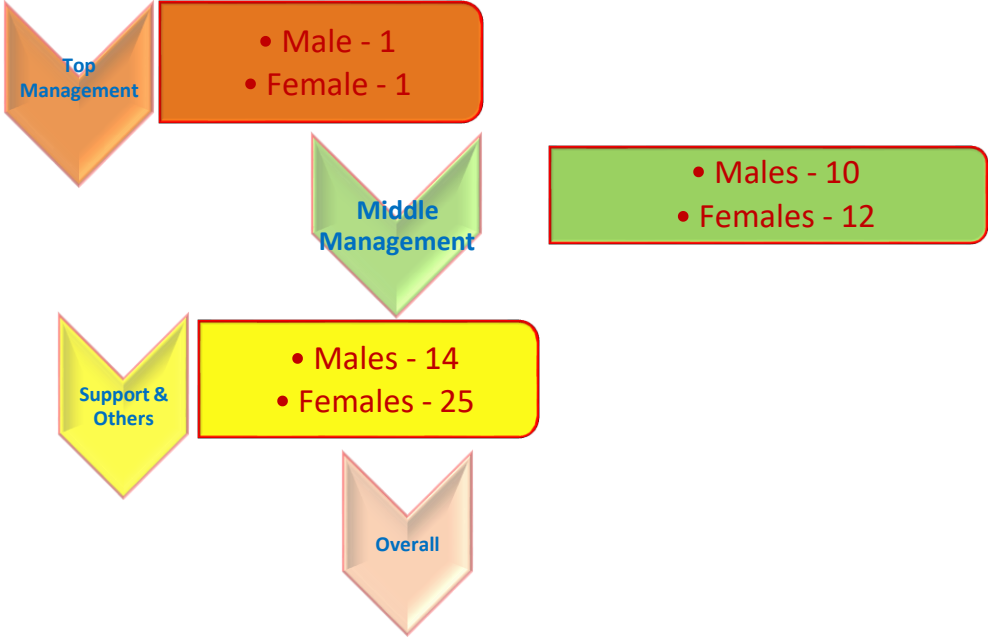 Top
Management
• Male - 1
• Female - 1
Middle
Management
• Males - 10
• Females - 12
Support &
Others
• Males - 14
• Females - 25
Overall